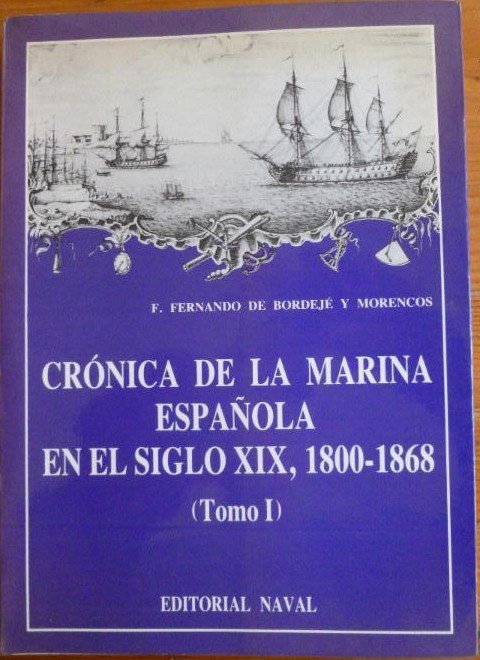 F. FERNANDO DE BORDEJÉ Y MORENCOS
CRÓNICA DE LA MARINA
ESPAÑOLA
EN EL SIGLO XIX, 1800-1868
(Tomo I)
EDITORIAL NAVAL